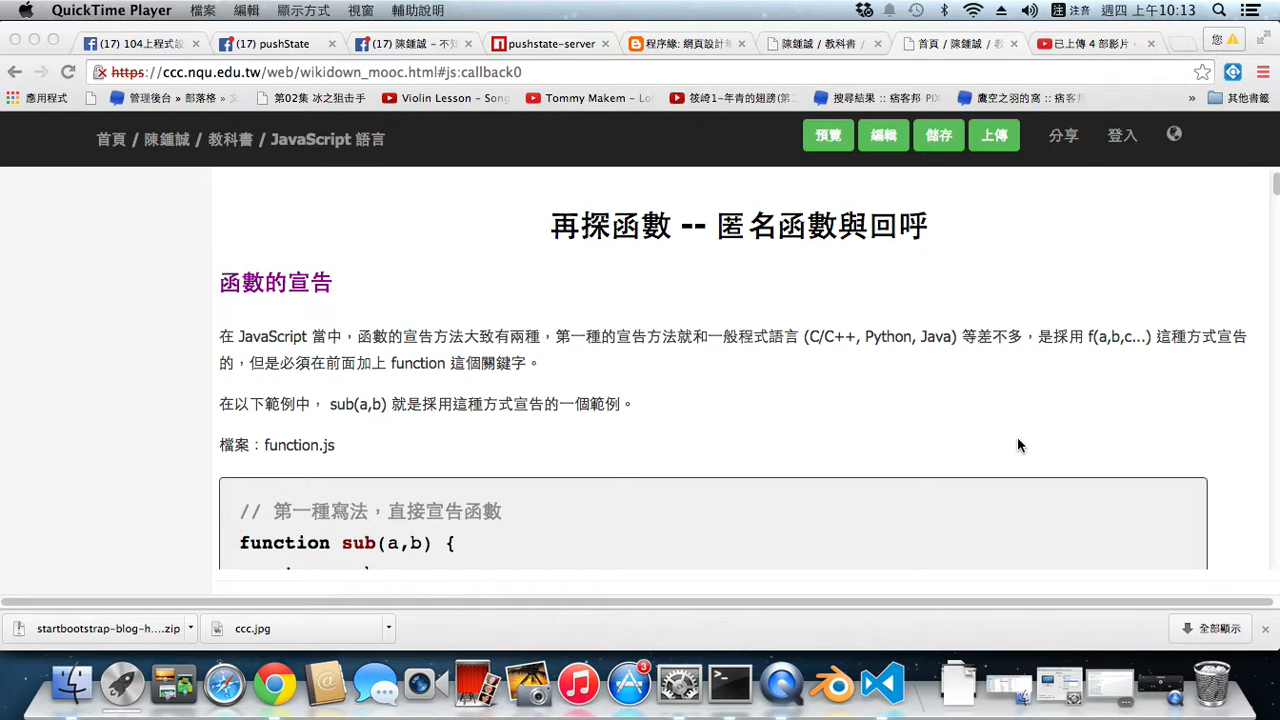 QuickTime Player 檔案 編輯 顯示方式 視窗 輔助說明 注 注音 週四 上午10:13
(17) 104上程式設 (17) pushState (17) 陳鍾誠 - 不知 pushstate-server 程序緣: 網頁設計 陳鍾誠 / 教科書 / 首頁 / 陳鍾誠 / 教 已上傳 4 部影片 您
https://ccc.nqu.edu.tw/web/wikidown_mooc.html#js:callback0
應用程式 管理後台 » 部落格 » 第02集 冰之狙击手 Violin Lesson - Song Tommy Makem - Lo 筱崎1-年青的翅膀(第 搜尋結果 :: 痞客邦 PIX 鷹空之羽的窩 :: 痞客邦 » 其他書籤
首頁 / 陳鍾誠 / 教科書 / JavaScript 語言 預覽 編輯 儲存 上傳 分享 登入
再探函數 -- 匿名函數與回呼
函數的宣告
在 JavaScript 當中，函數的宣告方法大致有兩種，第一種的宣告方法就和一般程式語言 (C/C++, Python, Java) 等差不多，是採用 f(a,b,c...) 這種方式宣告
的，但是必須在前面加上 function 這個關鍵字。
在以下範例中， sub(a,b) 就是採用這種方式宣告的一個範例。
檔案：function.js
// 第一種寫法，直接宣告函數
function sub(a,b) {
startbootstrap-blog-h....zip ccc.jpg 全部顯示
3